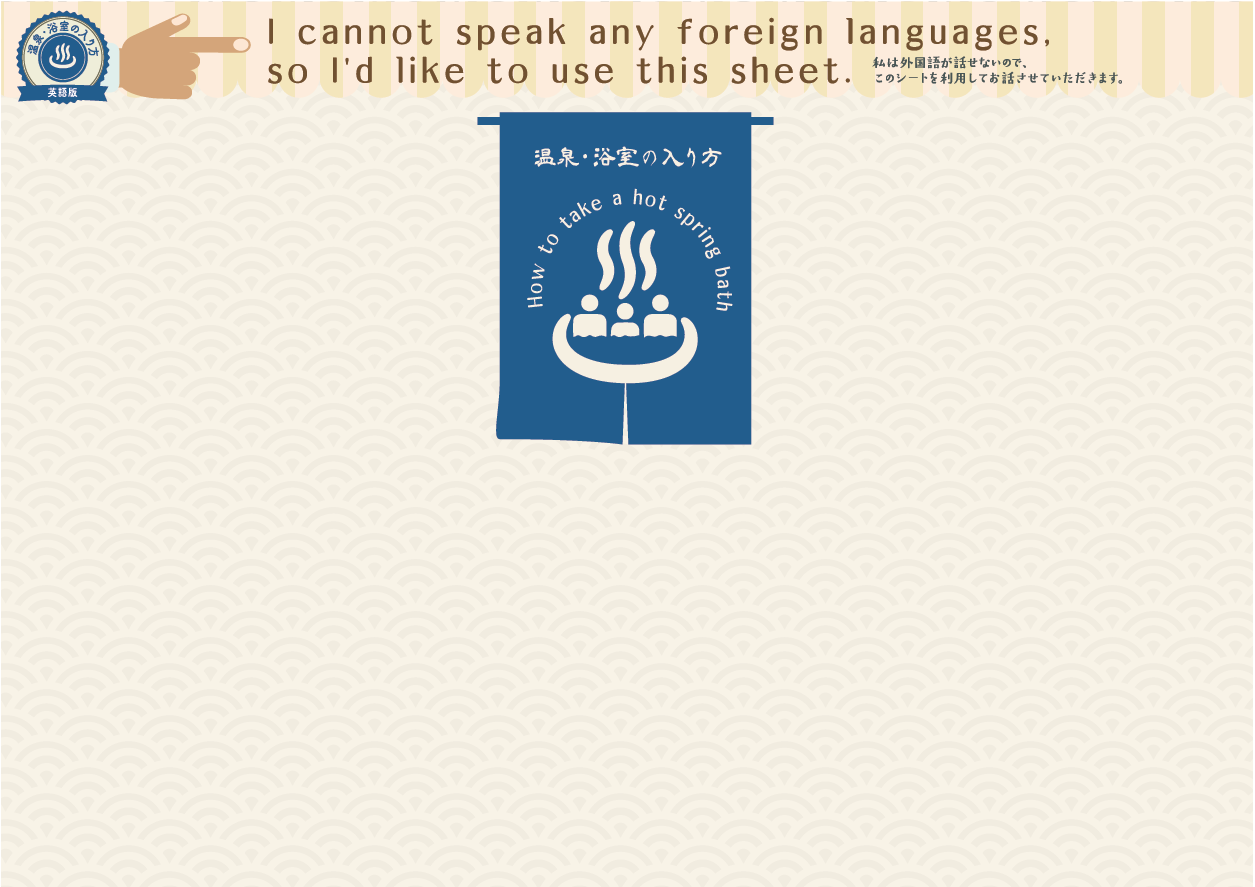 温泉・浴室の入り方
英語版
I cannot speak any foreign languages,
so I'd like to use this sheet.
私は外国語が話せないので、
このシートを利用してお話させていただきます。
温泉・浴室の入り方
How to take a hot spring bath